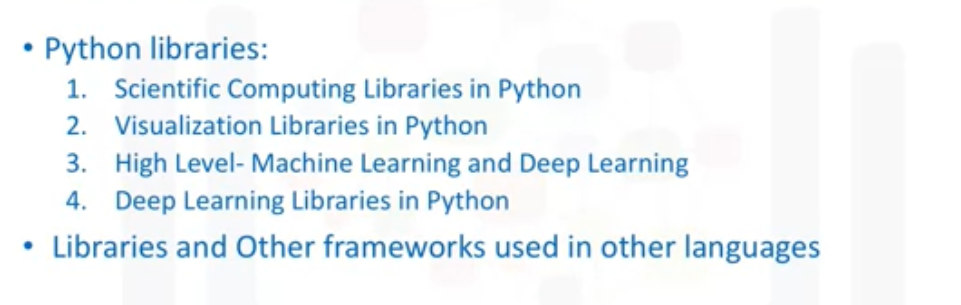 • Python libraries:
1. Scientific Computing Libraries in Python
2. Visualization Libraries in Python
3. High Level- Machine Learning and Deep Learning
4. Deep Learning Libraries in Python
• Libraries and Other frameworks used in other languages